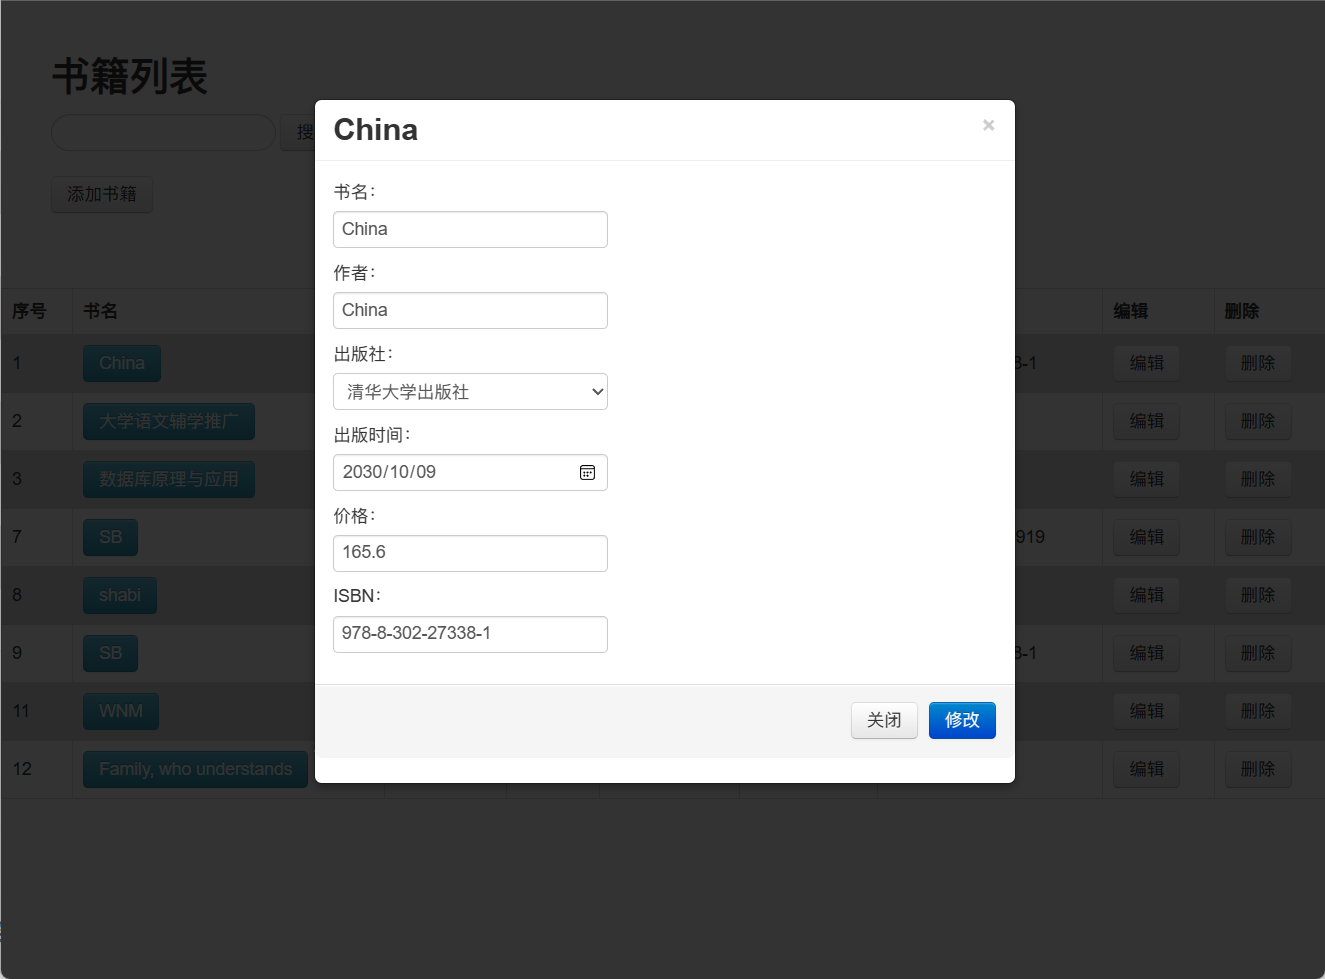 书籍列表
搜
添加书籍
China
×
书名：
China
作者：
China
出版社：
清华大学出版社
出版时间：
2030/10/09
价格：
165.6
ISBN：
978-8-302-27338-1
关闭 修改
序号 书名 编辑 删除
1 China 3-1 编辑 删除
2 大学语文辅学推广 编辑 删除
3 数据库原理与应用 编辑 删除
7 SB 919 编辑 删除
8 shabi 编辑 删除
9 SB 3-1 编辑 删除
11 WNM 编辑 删除
12 Family, who understands 编辑 删除